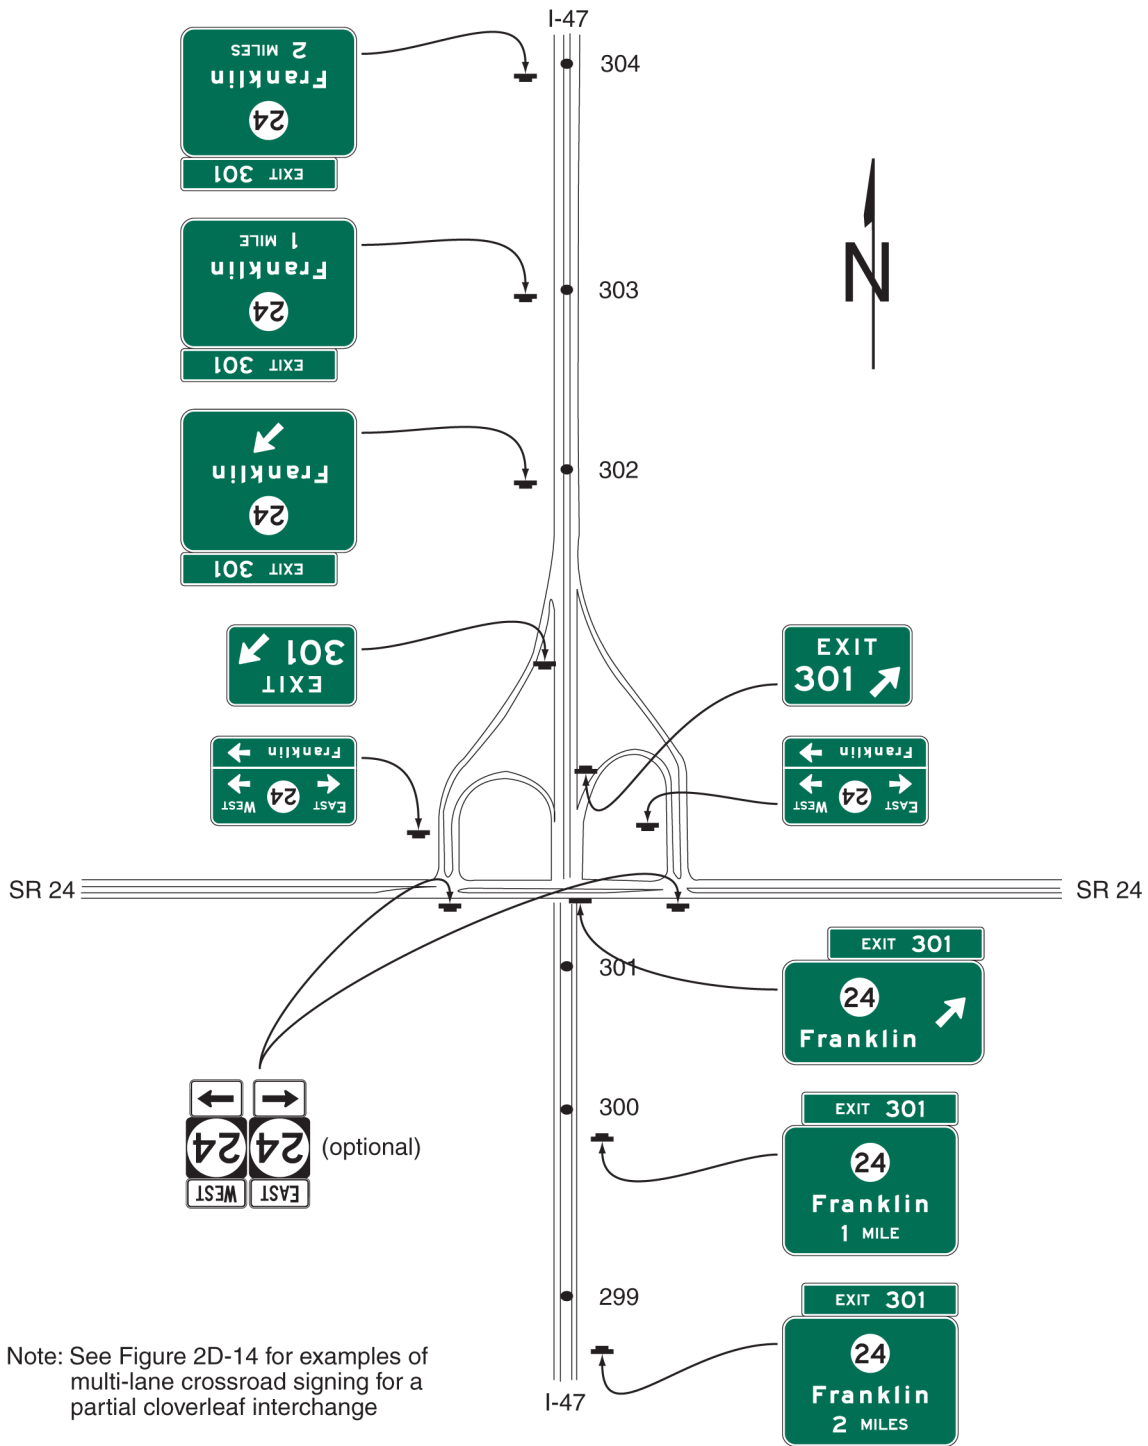 I-47
304
EXIT 301
24
Franklin
2 MILES
303
EXIT 301
24
Franklin
1 MILE
N
302
EXIT 301
24
Franklin
EXIT
301
EXIT
301
EAST 24 WEST
Franklin
EAST 24 WEST
Franklin
SR 24
SR 24
301
EXIT 301
24
Franklin
EAST WEST
24 24
(optional)
300
EXIT 301
24
Franklin
1 MILE
299
EXIT 301
24
Franklin
2 MILES
I-47
Note: See Figure 2D-14 for examples of
multi-lane crossroad signing for a
partial cloverleaf interchange